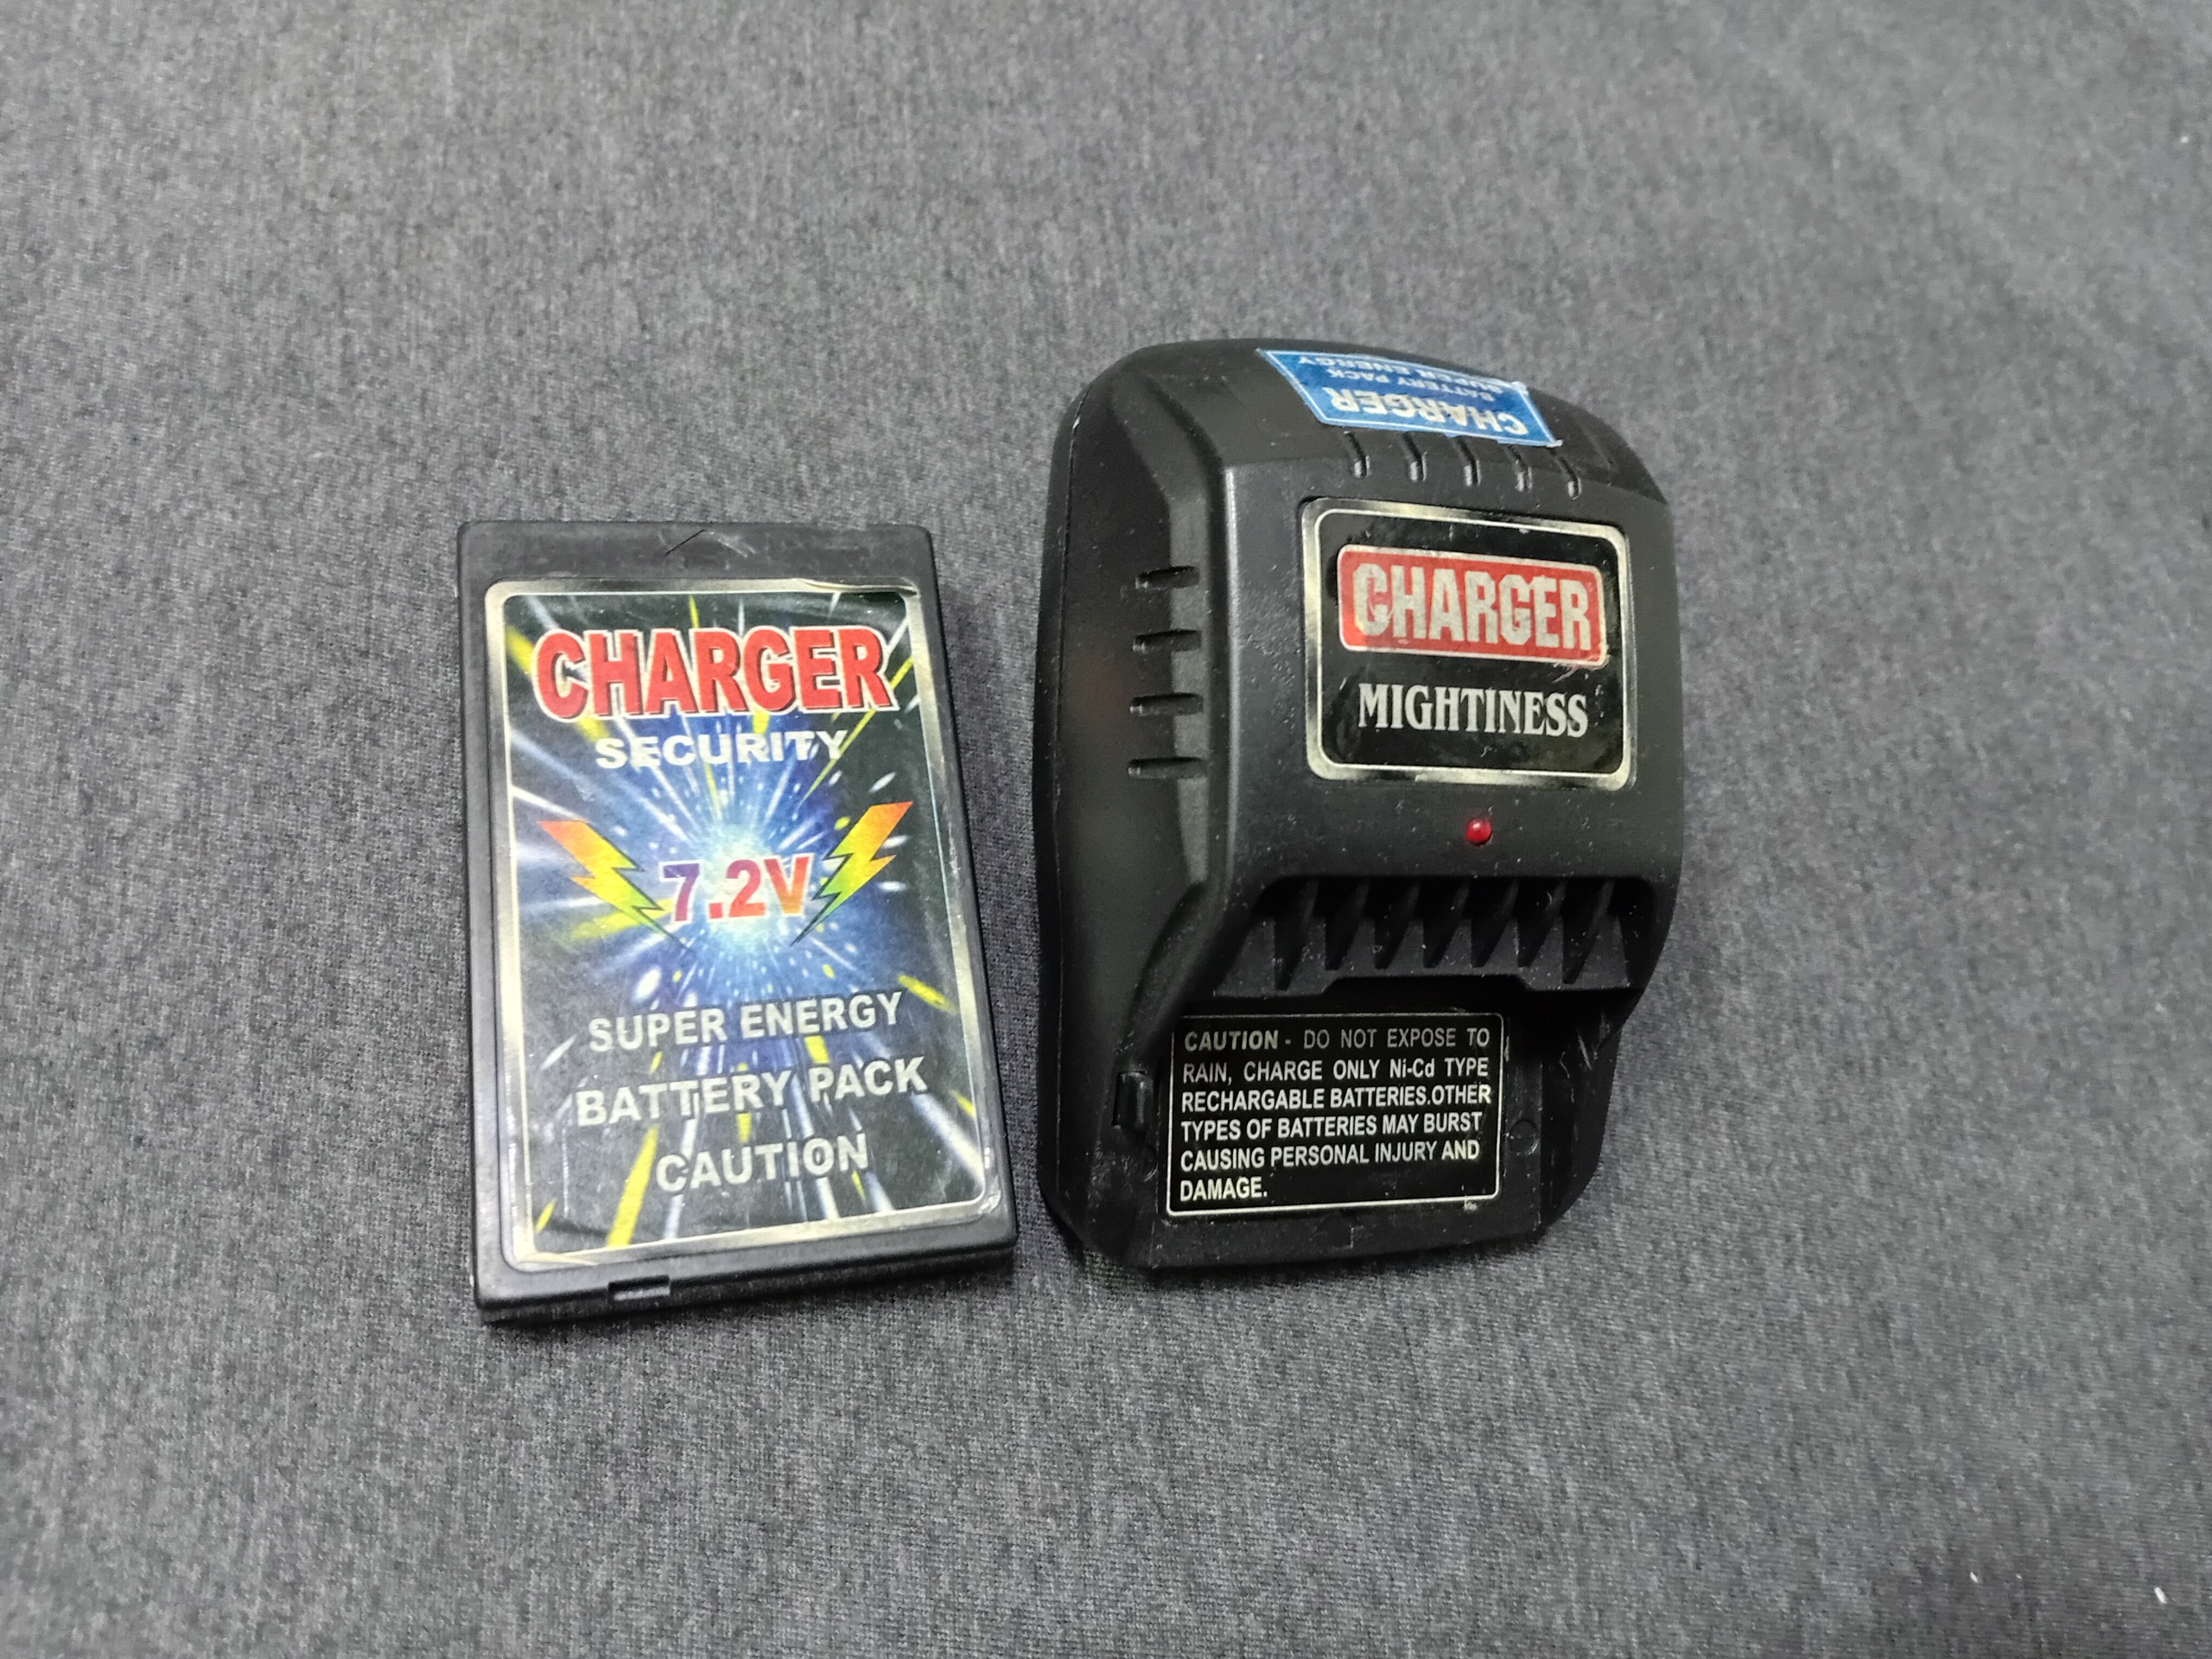 CHARGER
SECURITY
7.2V
SUPER ENERGY
BATTERY PACK
CAUTION
CHARGER
BATTERY PACK
SUPER ENERGY
CHARGER
MIGHTINESS
CAUTION - DO NOT EXPOSE TO
RAIN, CHARGE ONLY Ni-Cd TYPE
RECHARGABLE BATTERIES.OTHER
TYPES OF BATTERIES MAY BURST
CAUSING PERSONAL INJURY AND
DAMAGE.